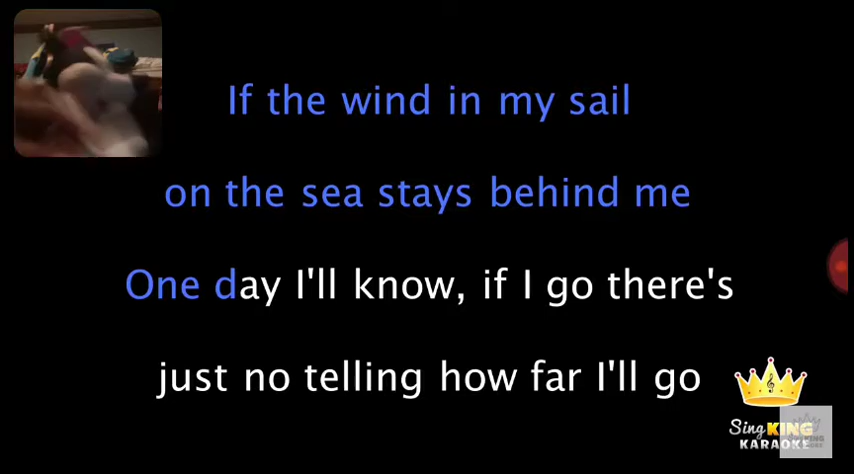 If the wind in my sail
on the sea stays behind me
One day I'll know, if I go there's
just no telling how far I'll go
Sing KING
KARAOKE